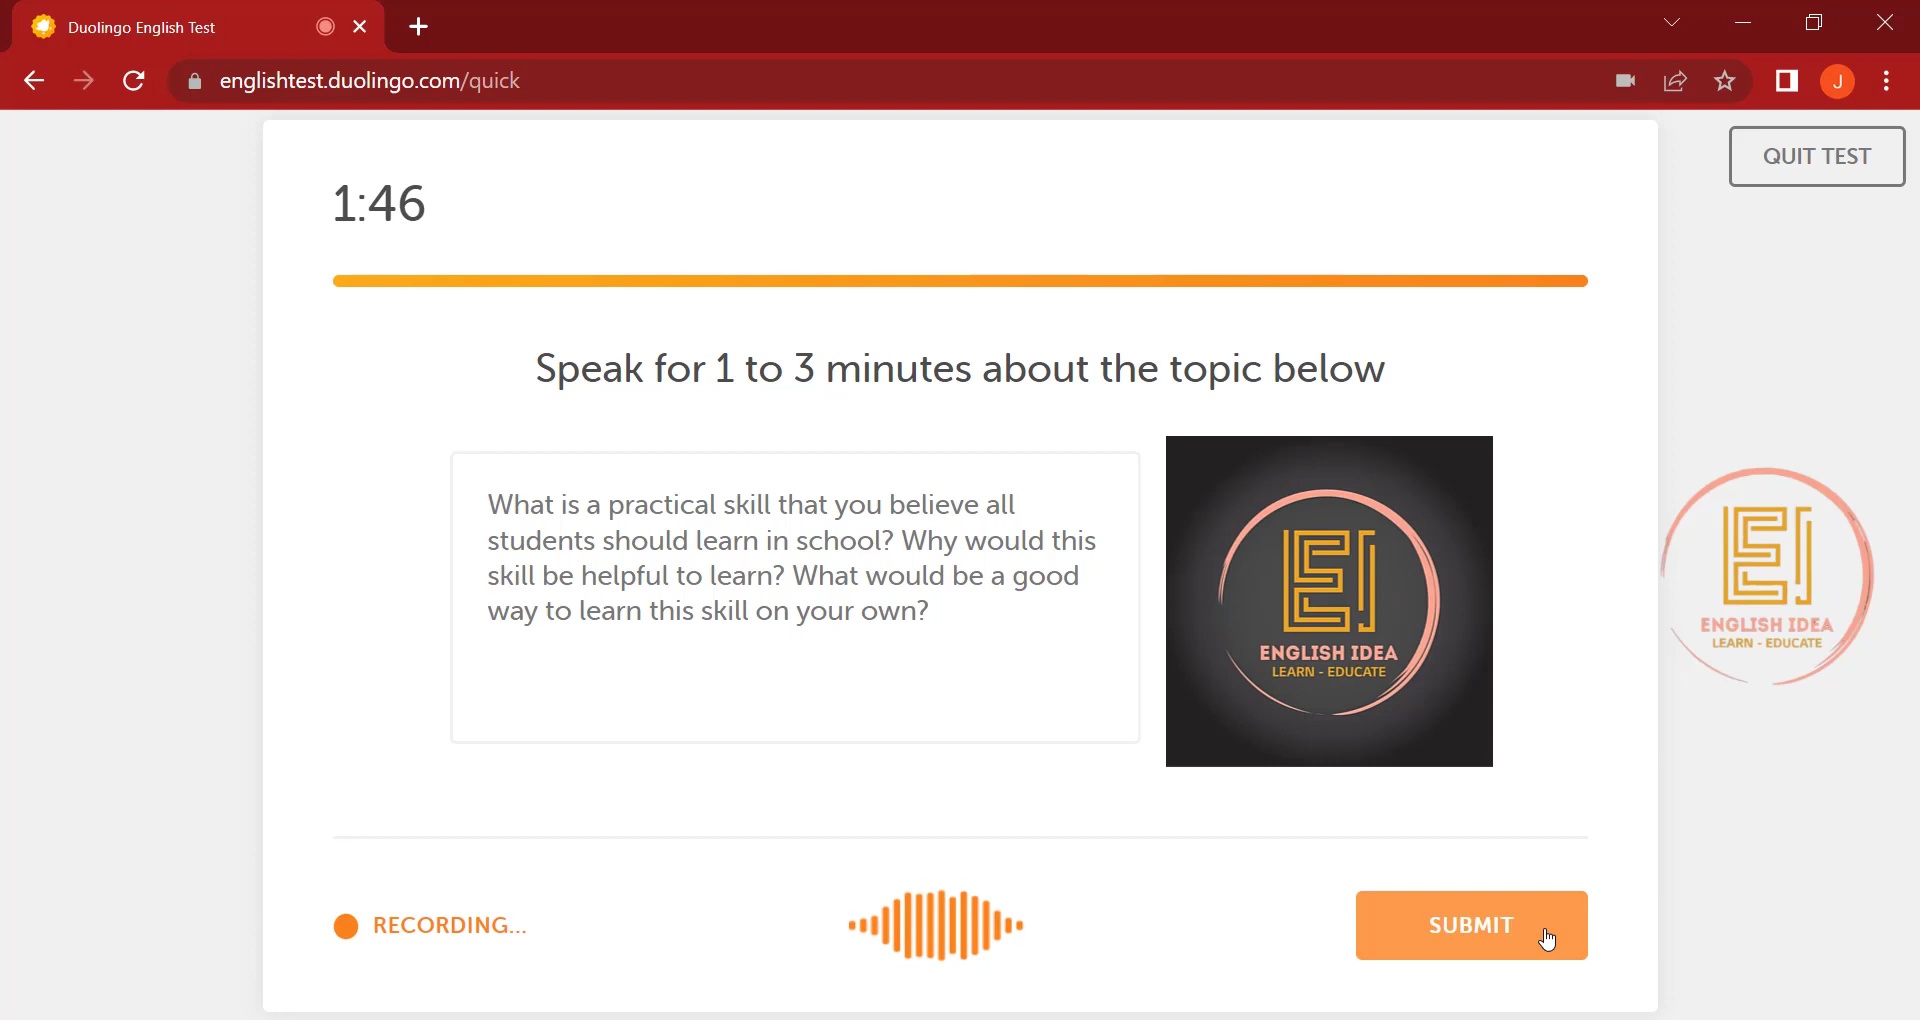 Duolingo English Test
englishtest.duolingo.com/quick
J
QUIT TEST
1:46
Speak for 1 to 3 minutes about the topic below
What is a practical skill that you believe all
students should learn in school? Why would this
skill be helpful to learn? What would be a good
way to learn this skill on your own?
EI
ENGLISH IDEA
LEARN - EDUCATE
EI
ENGLISH IDEA
LEARN - EDUCATE
RECORDING...
SUBMIT